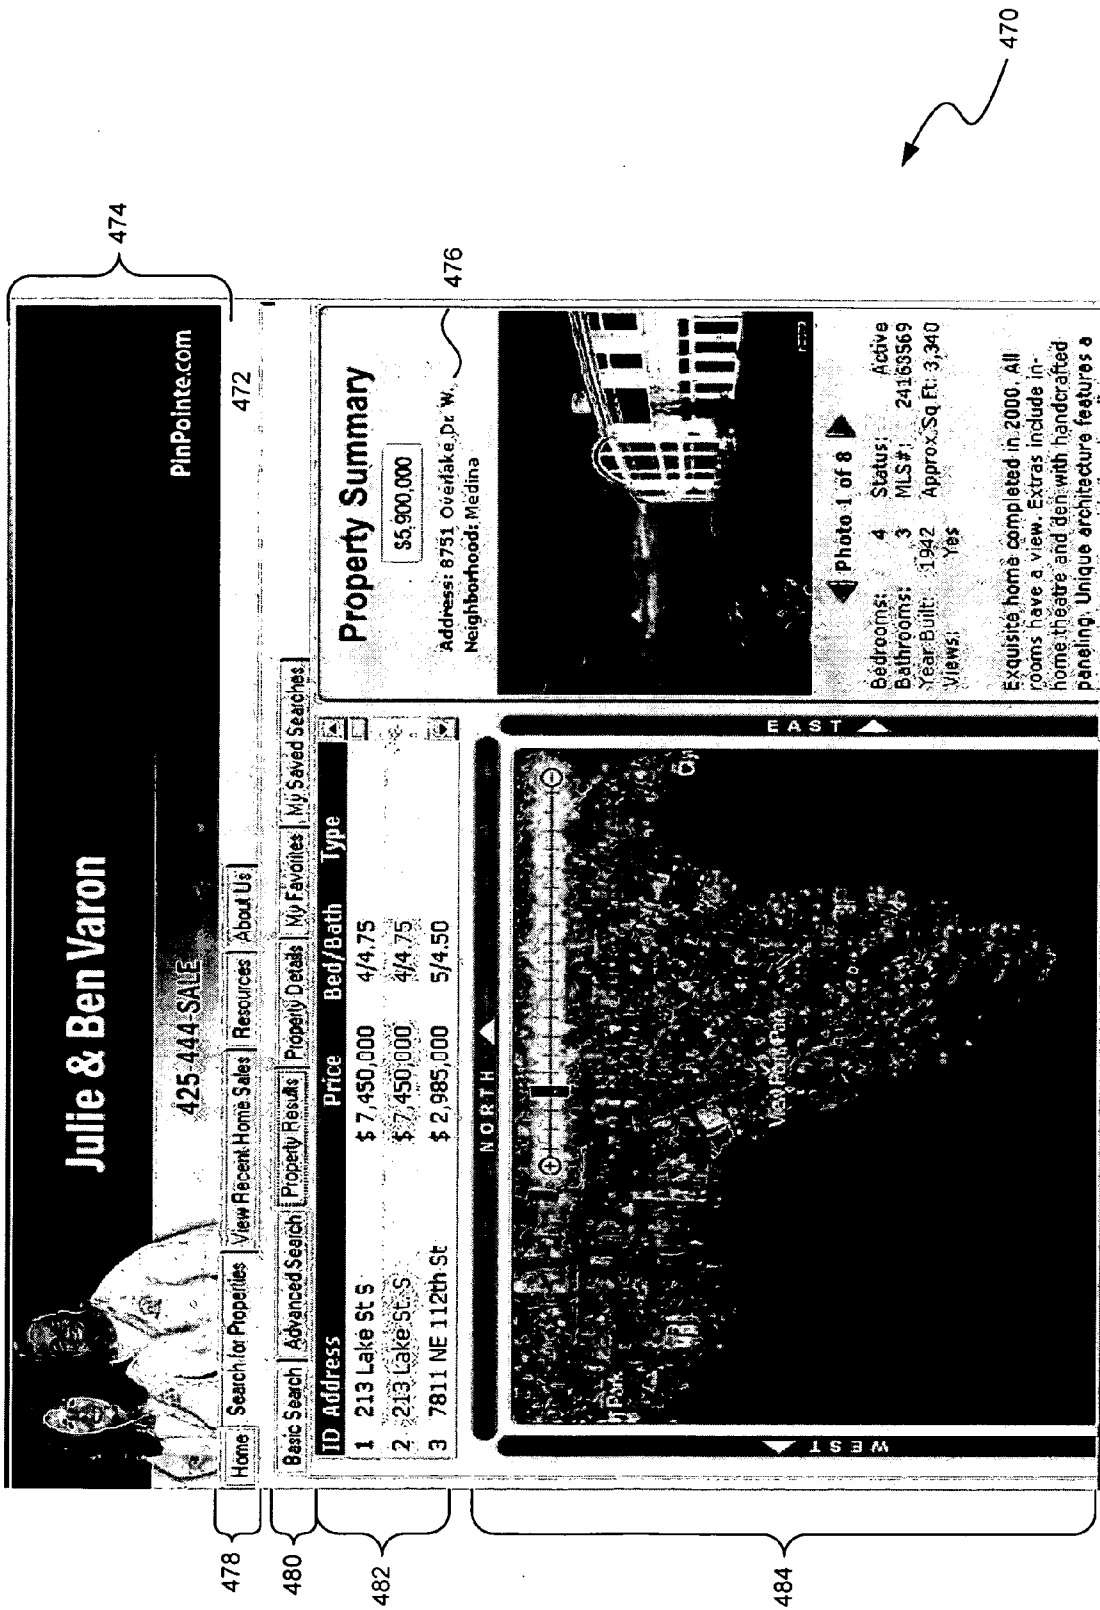 474
Julie & Ben Varon
PinPointe.com
425-444-SALE
478
Home Search for Properties View Recent Home Sales Resources About Us
472
480
Basic Search Advanced Search Property Results Property Details My Favorites My Saved Searches
482
ID Address Price Bed/Bath Type
1 213 Lake St S $ 7,450,000 4/4.75
2 213 Lake St. S $ 7,450,000 4/4.75
3 7811 NE 112th St $ 2,985,000 5/4.50
Property Summary
$5,900,000
Address: 8751 Overlake Dr. W.
Neighborhood: Medina
476
Photo 1 of 8
Bedrooms: 4 Status: Active
Bathrooms: 3 MLS#: 24163569
Year Built: 1942 Approx.Sq.Ft: 3,340
Views: Yes
Exquisite home completed in 2000. All
rooms have a view. Extras include in-
home theatre and den with handcrafted
paneling. Unique architecture features a
484
NORTH
WEST
EAST
Park
View Point Park
470